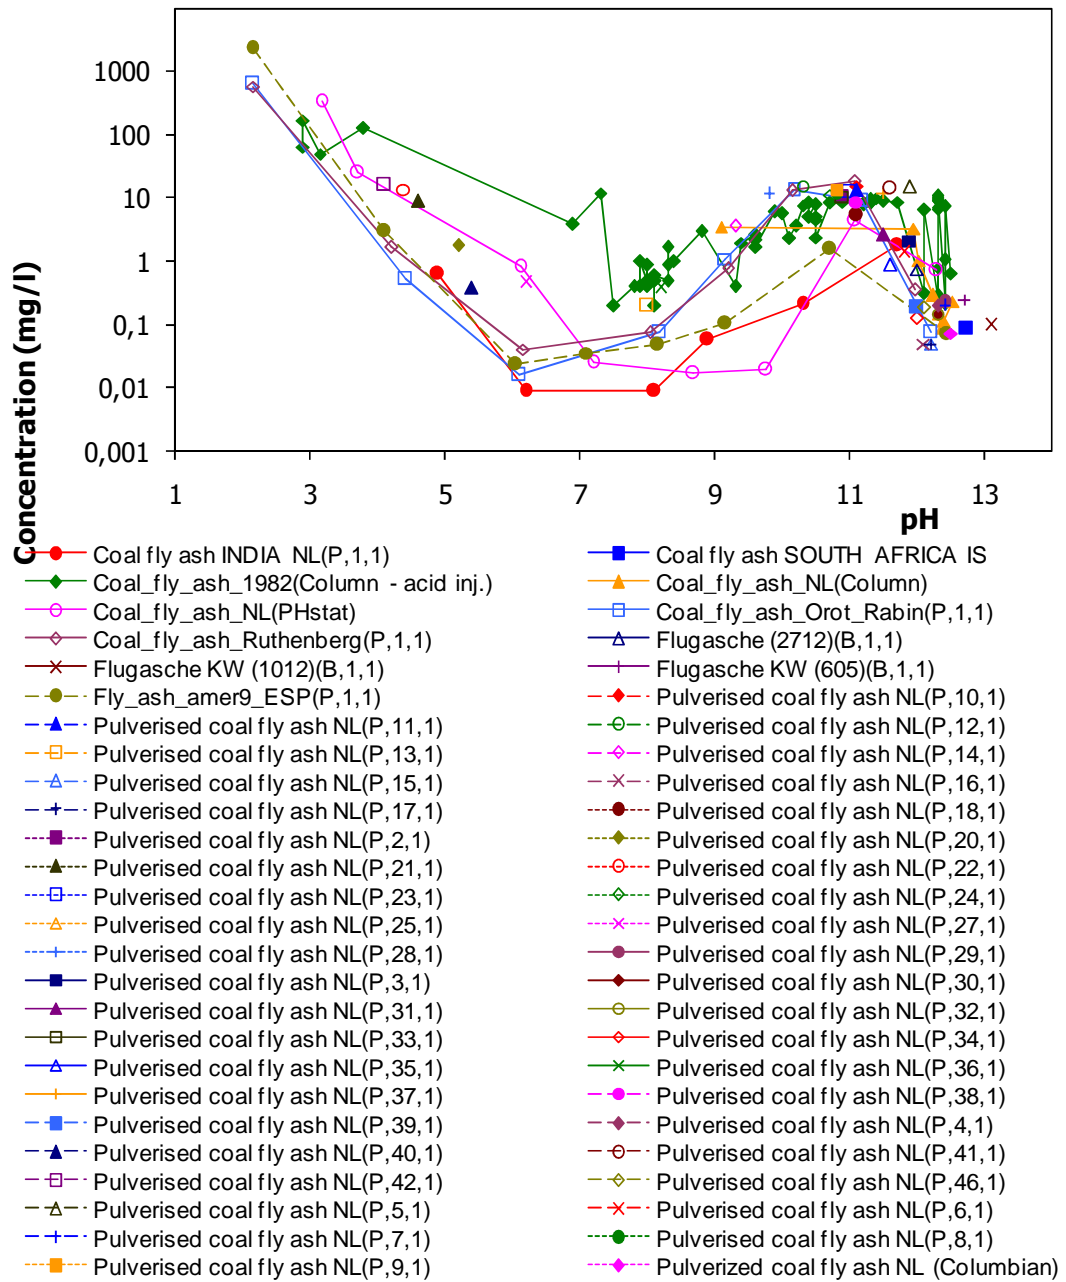 1000
100
10
1
0,1
0,01
0,001
Concentration (mg/l)
1 3 5 7 9 11 13
pH
Coal fly ash INDIA NL(P,1,1) Coal fly ash SOUTH AFRICA IS
Coal_fly_ash_1982(Column - acid inj.) Coal_fly_ash_NL(Column)
Coal_fly_ash_NL(PHstat) Coal_fly_ash_Orot_Rabin(P,1,1)
Coal_fly_ash_Ruthenberg(P,1,1) Flugasche (2712)(B,1,1)
Flugasche KW (1012)(B,1,1) Flugasche KW (605)(B,1,1)
Fly_ash_amer9_ESP(P,1,1) Pulverised coal fly ash NL(P,10,1)
Pulverised coal fly ash NL(P,11,1) Pulverised coal fly ash NL(P,12,1)
Pulverised coal fly ash NL(P,13,1) Pulverised coal fly ash NL(P,14,1)
Pulverised coal fly ash NL(P,15,1) Pulverised coal fly ash NL(P,16,1)
Pulverised coal fly ash NL(P,17,1) Pulverised coal fly ash NL(P,18,1)
Pulverised coal fly ash NL(P,2,1) Pulverised coal fly ash NL(P,20,1)
Pulverised coal fly ash NL(P,21,1) Pulverised coal fly ash NL(P,22,1)
Pulverised coal fly ash NL(P,23,1) Pulverised coal fly ash NL(P,24,1)
Pulverised coal fly ash NL(P,25,1) Pulverised coal fly ash NL(P,27,1)
Pulverised coal fly ash NL(P,28,1) Pulverised coal fly ash NL(P,29,1)
Pulverised coal fly ash NL(P,3,1) Pulverised coal fly ash NL(P,30,1)
Pulverised coal fly ash NL(P,31,1) Pulverised coal fly ash NL(P,32,1)
Pulverised coal fly ash NL(P,33,1) Pulverised coal fly ash NL(P,34,1)
Pulverised coal fly ash NL(P,35,1) Pulverised coal fly ash NL(P,36,1)
Pulverised coal fly ash NL(P,37,1) Pulverised coal fly ash NL(P,38,1)
Pulverised coal fly ash NL(P,39,1) Pulverised coal fly ash NL(P,4,1)
Pulverised coal fly ash NL(P,40,1) Pulverised coal fly ash NL(P,41,1)
Pulverised coal fly ash NL(P,42,1) Pulverised coal fly ash NL(P,46,1)
Pulverised coal fly ash NL(P,5,1) Pulverised coal fly ash NL(P,6,1)
Pulverised coal fly ash NL(P,7,1) Pulverised coal fly ash NL(P,8,1)
Pulverised coal fly ash NL(P,9,1) Pulverized coal fly ash NL (Columbian)